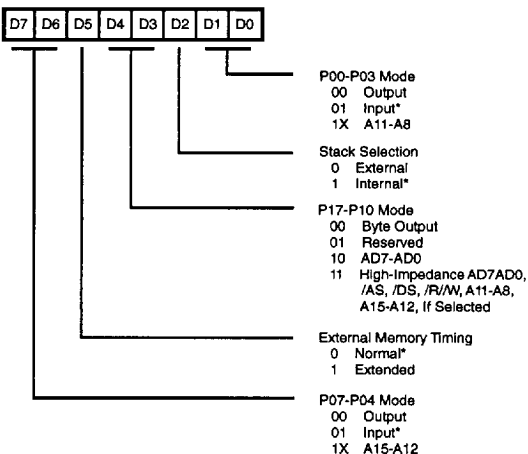 D7 D6 D5 D4 D3 D2 D1 D0
P00-P03 Mode
00 Output
01 Input*
1X A11-A8
Stack Selection
0 External
1 Internal*
P17-P10 Mode
00 Byte Output
01 Reserved
10 AD7-AD0
11 High-Impedance AD7AD0,
/AS, /DS, /R//W, A11-A8,
A15-A12, If Selected
External Memory Timing
0 Normal*
1 Extended
P07-P04 Mode
00 Output
01 Input*
1X A15-A12